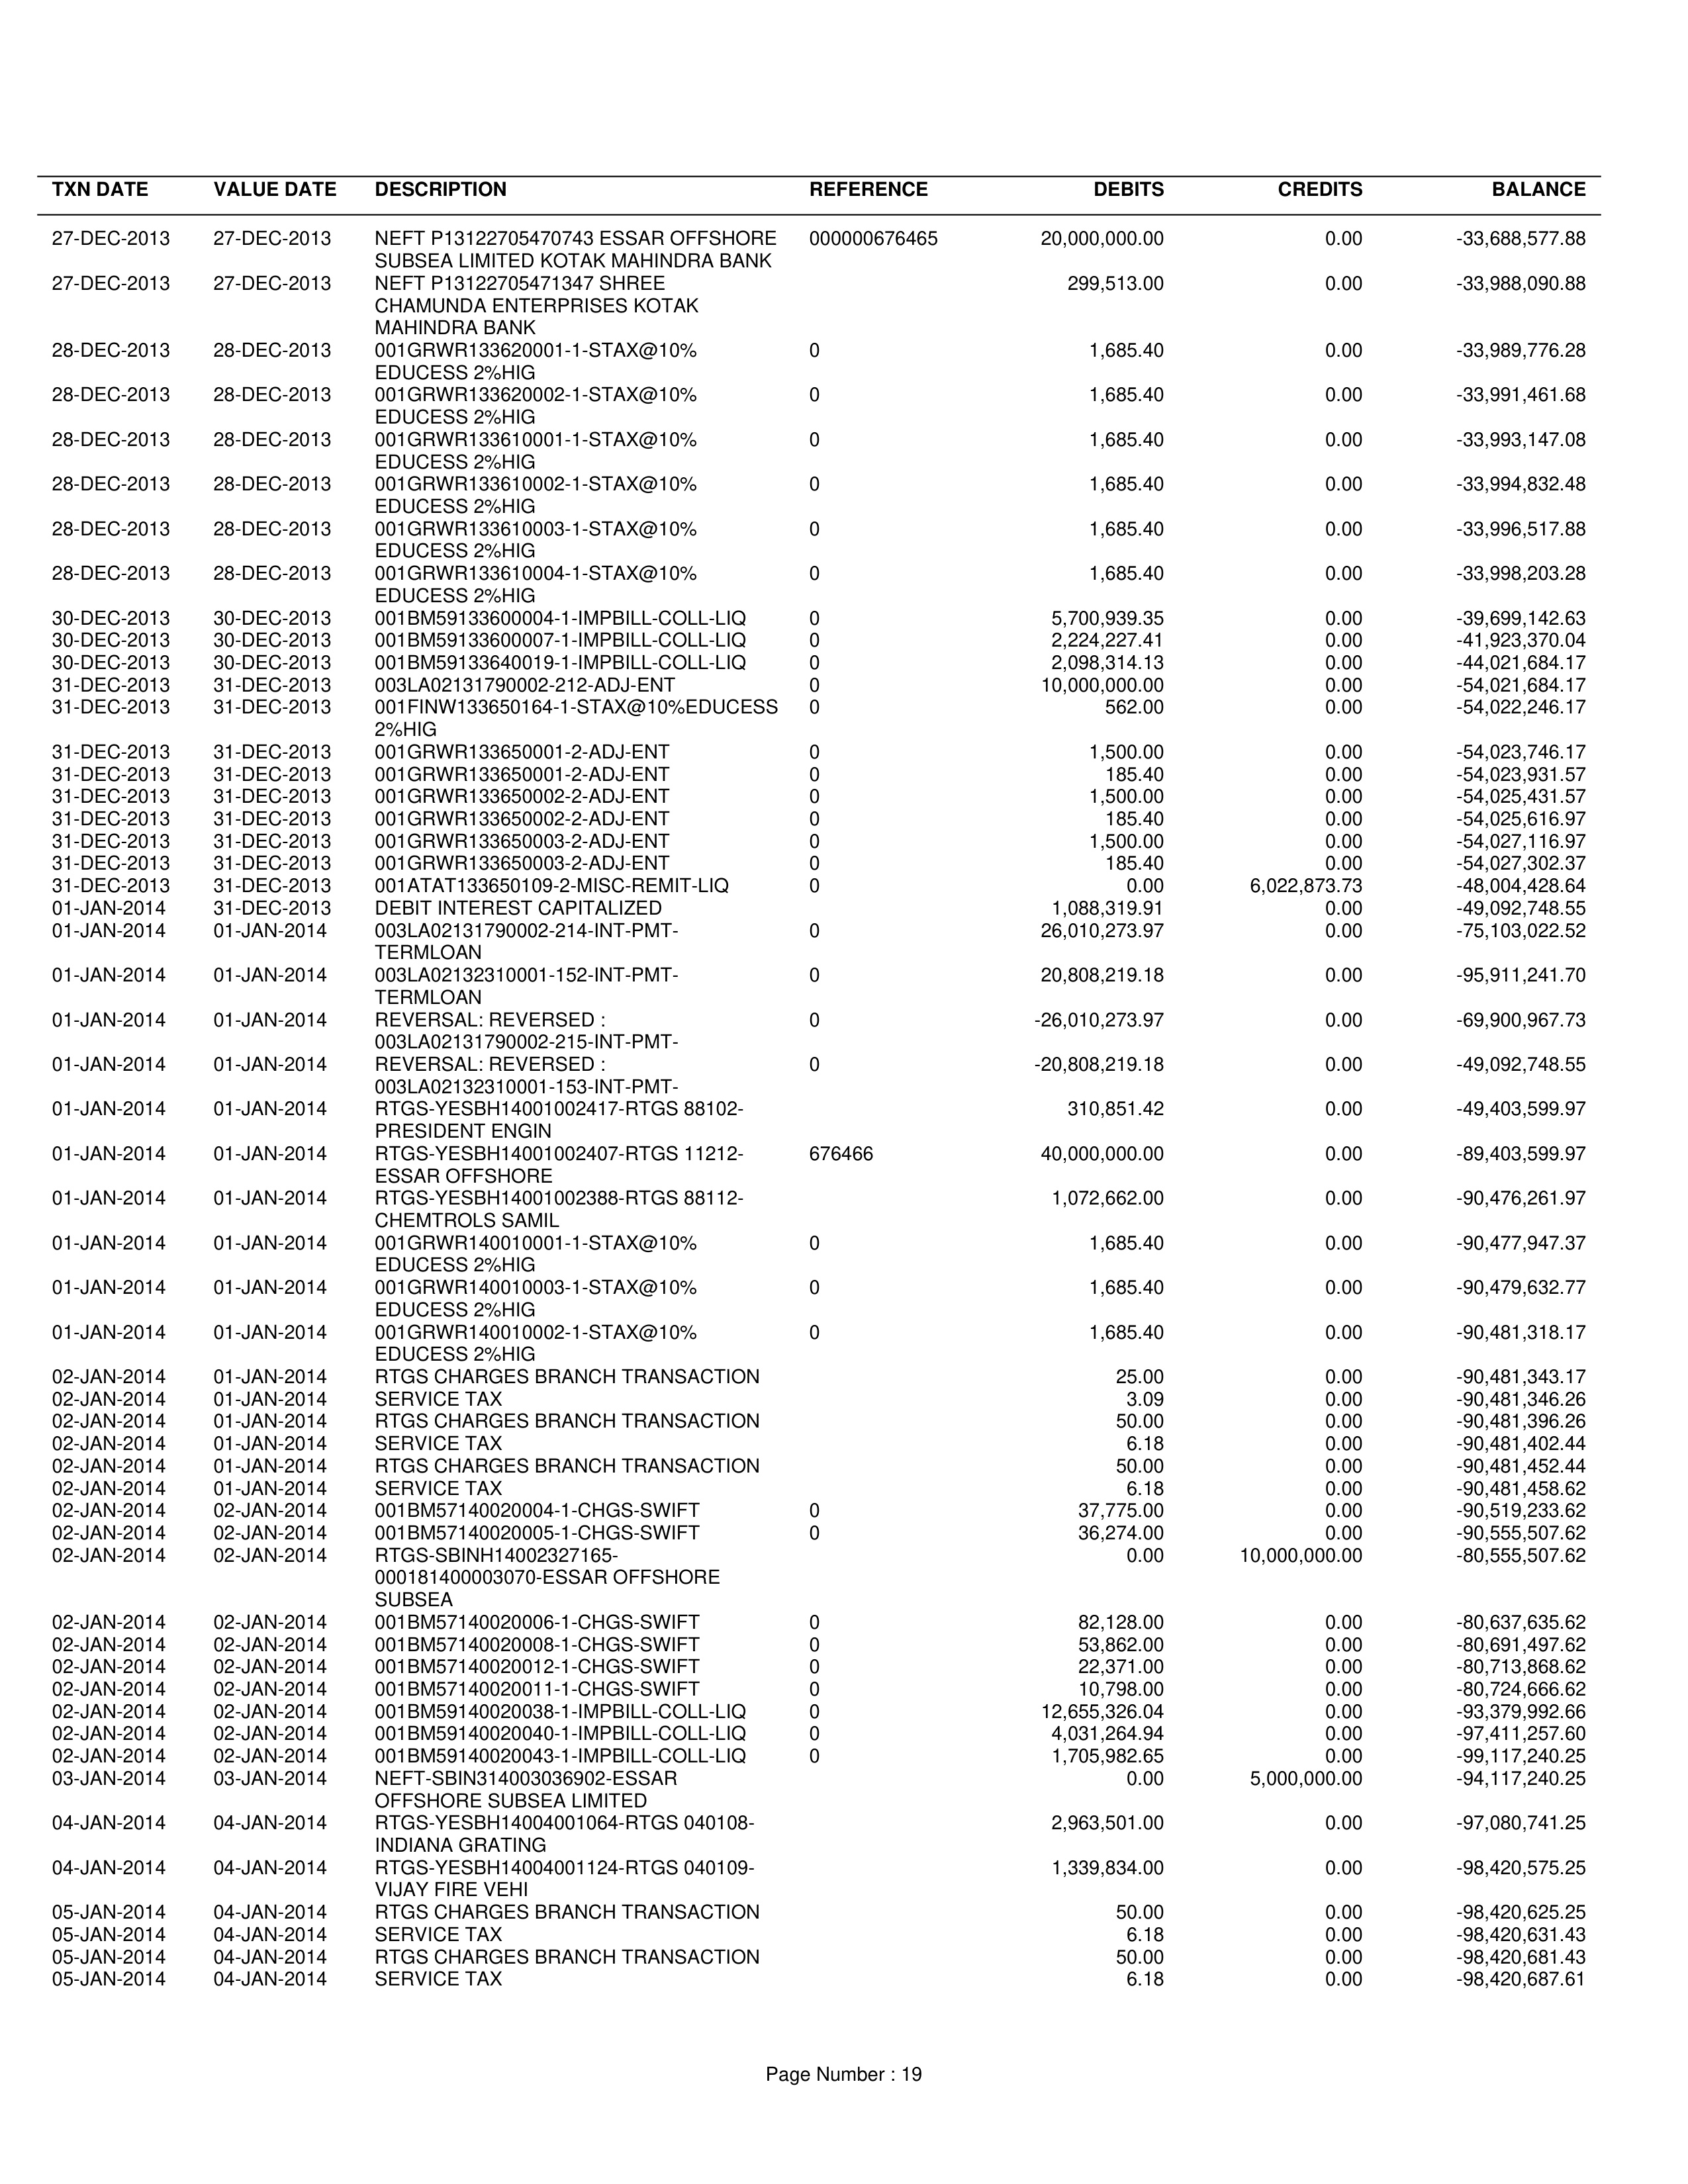 TXN DATE VALUE DATE DESCRIPTION REFERENCE DEBITS CREDITS BALANCE
27-DEC-2013 27-DEC-2013 NEFT P13122705470743 ESSAR OFFSHORE 000000676465 20,000,000.00 0.00 -33,688,577.88
SUBSEA LIMITED KOTAK MAHINDRA BANK
27-DEC-2013 27-DEC-2013 NEFT P13122705471347 SHREE 299,513.00 0.00 -33,988,090.88
CHAMUNDA ENTERPRISES KOTAK
MAHINDRA BANK
28-DEC-2013 28-DEC-2013 001GRWR133620001-1-STAX@10% 0 1,685.40 0.00 -33,989,776.28
EDUCESS 2%HIG
28-DEC-2013 28-DEC-2013 001GRWR133620002-1-STAX@10% 0 1,685.40 0.00 -33,991,461.68
EDUCESS 2%HIG
28-DEC-2013 28-DEC-2013 001GRWR133610001-1-STAX@10% 0 1,685.40 0.00 -33,993,147.08
EDUCESS 2%HIG
28-DEC-2013 28-DEC-2013 001GRWR133610002-1-STAX@10% 0 1,685.40 0.00 -33,994,832.48
EDUCESS 2%HIG
28-DEC-2013 28-DEC-2013 001GRWR133610003-1-STAX@10% 0 1,685.40 0.00 -33,996,517.88
EDUCESS 2%HIG
28-DEC-2013 28-DEC-2013 001GRWR133610004-1-STAX@10% 0 1,685.40 0.00 -33,998,203.28
EDUCESS 2%HIG
30-DEC-2013 30-DEC-2013 001BM59133600004-1-IMPBILL-COLL-LIQ 0 5,700,939.35 0.00 -39,699,142.63
30-DEC-2013 30-DEC-2013 001BM59133600007-1-IMPBILL-COLL-LIQ 0 2,224,227.41 0.00 -41,923,370.04
30-DEC-2013 30-DEC-2013 001BM59133640019-1-IMPBILL-COLL-LIQ 0 2,098,314.13 0.00 -44,021,684.17
31-DEC-2013 31-DEC-2013 003LA02131790002-212-ADJ-ENT 0 10,000,000.00 0.00 -54,021,684.17
31-DEC-2013 31-DEC-2013 001FINW133650164-1-STAX@10%EDUCESS 0 562.00 0.00 -54,022,246.17
2%HIG
31-DEC-2013 31-DEC-2013 001GRWR133650001-2-ADJ-ENT 0 1,500.00 0.00 -54,023,746.17
31-DEC-2013 31-DEC-2013 001GRWR133650001-2-ADJ-ENT 0 185.40 0.00 -54,023,931.57
31-DEC-2013 31-DEC-2013 001GRWR133650002-2-ADJ-ENT 0 1,500.00 0.00 -54,025,431.57
31-DEC-2013 31-DEC-2013 001GRWR133650002-2-ADJ-ENT 0 185.40 0.00 -54,025,616.97
31-DEC-2013 31-DEC-2013 001GRWR133650003-2-ADJ-ENT 0 1,500.00 0.00 -54,027,116.97
31-DEC-2013 31-DEC-2013 001GRWR133650003-2-ADJ-ENT 0 185.40 0.00 -54,027,302.37
31-DEC-2013 31-DEC-2013 001ATAT133650109-2-MISC-REMIT-LIQ 0 0.00 6,022,873.73 -48,004,428.64
01-JAN-2014 31-DEC-2013 DEBIT INTEREST CAPITALIZED 1,088,319.91 0.00 -49,092,748.55
01-JAN-2014 01-JAN-2014 003LA02131790002-214-INT-PMT- 0 26,010,273.97 0.00 -75,103,022.52
TERMLOAN
01-JAN-2014 01-JAN-2014 003LA02132310001-152-INT-PMT- 0 20,808,219.18 0.00 -95,911,241.70
TERMLOAN
01-JAN-2014 01-JAN-2014 REVERSAL: REVERSED : 0 -26,010,273.97 0.00 -69,900,967.73
003LA02131790002-215-INT-PMT-
01-JAN-2014 01-JAN-2014 REVERSAL: REVERSED : 0 -20,808,219.18 0.00 -49,092,748.55
003LA02132310001-153-INT-PMT-
01-JAN-2014 01-JAN-2014 RTGS-YESBH14001002417-RTGS 88102- 310,851.42 0.00 -49,403,599.97
PRESIDENT ENGIN
01-JAN-2014 01-JAN-2014 RTGS-YESBH14001002407-RTGS 11212- 676466 40,000,000.00 0.00 -89,403,599.97
ESSAR OFFSHORE
01-JAN-2014 01-JAN-2014 RTGS-YESBH14001002388-RTGS 88112- 1,072,662.00 0.00 -90,476,261.97
CHEMTROLS SAMIL
01-JAN-2014 01-JAN-2014 001GRWR140010001-1-STAX@10% 0 1,685.40 0.00 -90,477,947.37
EDUCESS 2%HIG
01-JAN-2014 01-JAN-2014 001GRWR140010003-1-STAX@10% 0 1,685.40 0.00 -90,479,632.77
EDUCESS 2%HIG
01-JAN-2014 01-JAN-2014 001GRWR140010002-1-STAX@10% 0 1,685.40 0.00 -90,481,318.17
EDUCESS 2%HIG
02-JAN-2014 01-JAN-2014 RTGS CHARGES BRANCH TRANSACTION 25.00 0.00 -90,481,343.17
02-JAN-2014 01-JAN-2014 SERVICE TAX 3.09 0.00 -90,481,346.26
02-JAN-2014 01-JAN-2014 RTGS CHARGES BRANCH TRANSACTION 50.00 0.00 -90,481,396.26
02-JAN-2014 01-JAN-2014 SERVICE TAX 6.18 0.00 -90,481,402.44
02-JAN-2014 01-JAN-2014 RTGS CHARGES BRANCH TRANSACTION 50.00 0.00 -90,481,452.44
02-JAN-2014 01-JAN-2014 SERVICE TAX 6.18 0.00 -90,481,458.62
02-JAN-2014 02-JAN-2014 001BM57140020004-1-CHGS-SWIFT 0 37,775.00 0.00 -90,519,233.62
02-JAN-2014 02-JAN-2014 001BM57140020005-1-CHGS-SWIFT 0 36,274.00 0.00 -90,555,507.62
02-JAN-2014 02-JAN-2014 RTGS-SBINH14002327165- 0.00 10,000,000.00 -80,555,507.62
000181400003070-ESSAR OFFSHORE
SUBSEA
02-JAN-2014 02-JAN-2014 001BM57140020006-1-CHGS-SWIFT 0 82,128.00 0.00 -80,637,635.62
02-JAN-2014 02-JAN-2014 001BM57140020008-1-CHGS-SWIFT 0 53,862.00 0.00 -80,691,497.62
02-JAN-2014 02-JAN-2014 001BM57140020012-1-CHGS-SWIFT 0 22,371.00 0.00 -80,713,868.62
02-JAN-2014 02-JAN-2014 001BM57140020011-1-CHGS-SWIFT 0 10,798.00 0.00 -80,724,666.62
02-JAN-2014 02-JAN-2014 001BM59140020038-1-IMPBILL-COLL-LIQ 0 12,655,326.04 0.00 -93,379,992.66
02-JAN-2014 02-JAN-2014 001BM59140020040-1-IMPBILL-COLL-LIQ 0 4,031,264.94 0.00 -97,411,257.60
02-JAN-2014 02-JAN-2014 001BM59140020043-1-IMPBILL-COLL-LIQ 0 1,705,982.65 0.00 -99,117,240.25
03-JAN-2014 03-JAN-2014 NEFT-SBIN314003036902-ESSAR 0.00 5,000,000.00 -94,117,240.25
OFFSHORE SUBSEA LIMITED
04-JAN-2014 04-JAN-2014 RTGS-YESBH14004001064-RTGS 040108- 2,963,501.00 0.00 -97,080,741.25
INDIANA GRATING
04-JAN-2014 04-JAN-2014 RTGS-YESBH14004001124-RTGS 040109- 1,339,834.00 0.00 -98,420,575.25
VIJAY FIRE VEHI
05-JAN-2014 04-JAN-2014 RTGS CHARGES BRANCH TRANSACTION 50.00 0.00 -98,420,625.25
05-JAN-2014 04-JAN-2014 SERVICE TAX 6.18 0.00 -98,420,631.43
05-JAN-2014 04-JAN-2014 RTGS CHARGES BRANCH TRANSACTION 50.00 0.00 -98,420,681.43
05-JAN-2014 04-JAN-2014 SERVICE TAX 6.18 0.00 -98,420,687.61
Page Number : 19